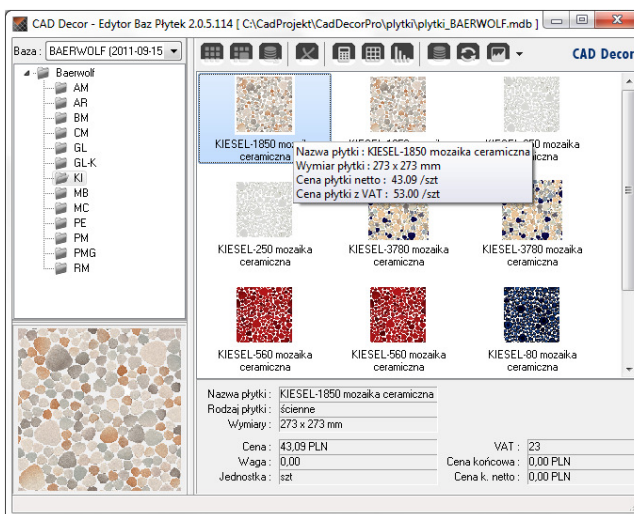 CAD Decor - Edytor Baz Płytek 2.0.5.114 [ C:\CadProjekt\CadDecorPro\plytki\plytki_BAERWOLF.mdb ]
Baza : BAERWOLF (2011-09-15
CAD Decor
Baerwolf
AM
AR
BM
CM
GL
GL-K
KI
MB
MC
PE
PM
PMG
RM
KIESEL-1850 mozaika
ceramiczna
Nazwa płytki : KIESEL-1850 mozaika ceramiczna
Wymiar płytki : 273 x 273 mm
Cena płytki netto : 43.09 /szt
Cena płytki z VAT : 53.00 /szt
KIESEL-250 mozaika
ceramiczna
KIESEL-3780 mozaika
ceramiczna
KIESEL-3780 mozaika
ceramiczna
KIESEL-560 mozaika
ceramiczna
KIESEL-560 mozaika
ceramiczna
KIESEL-80 mozaika
ceramiczna
Nazwa płytki : KIESEL-1850 mozaika ceramiczna
Rodzaj płytki : ścienne
Wymiary : 273 x 273 mm
Cena : 43,09 PLN VAT : 23
Waga : 0,00 Cena końcowa : 0,00 PLN
Jednostka : szt Cena k. netto : 0,00 PLN